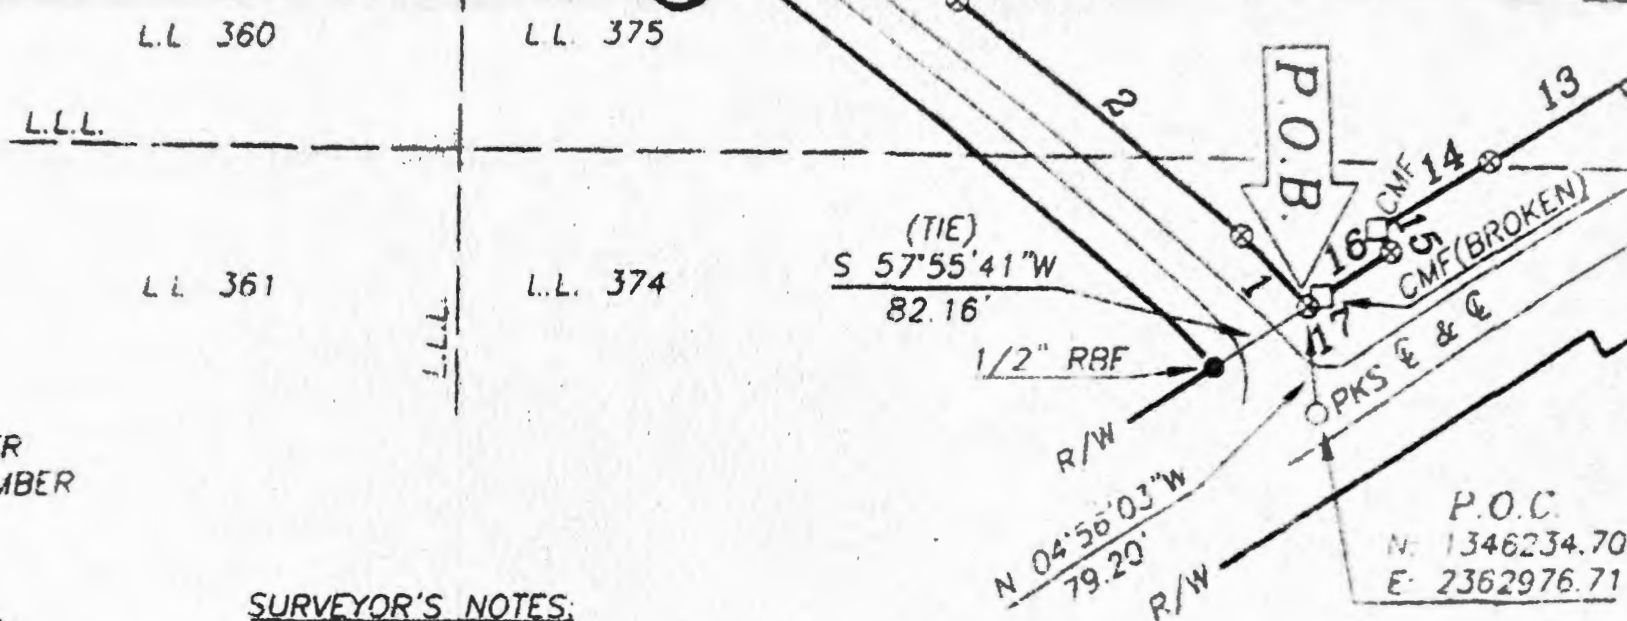 L.L 360
L.L. 375
L.L.L.
2
P.O.B.
13
14
CMF
15
16
CMF(BROKEN)
(TIE)
S 57°55'41"W
82.16'
L L 361
L.L. 374
1
17
L.L.L.
1/2" RBF
PKS ℄ & ℄
R/W
N 04°56'03"W
79.20'
R/W
P.O.C.
N: 1346234.70
E: 2362976.71
ER
MBER
SURVEYOR'S NOTES: